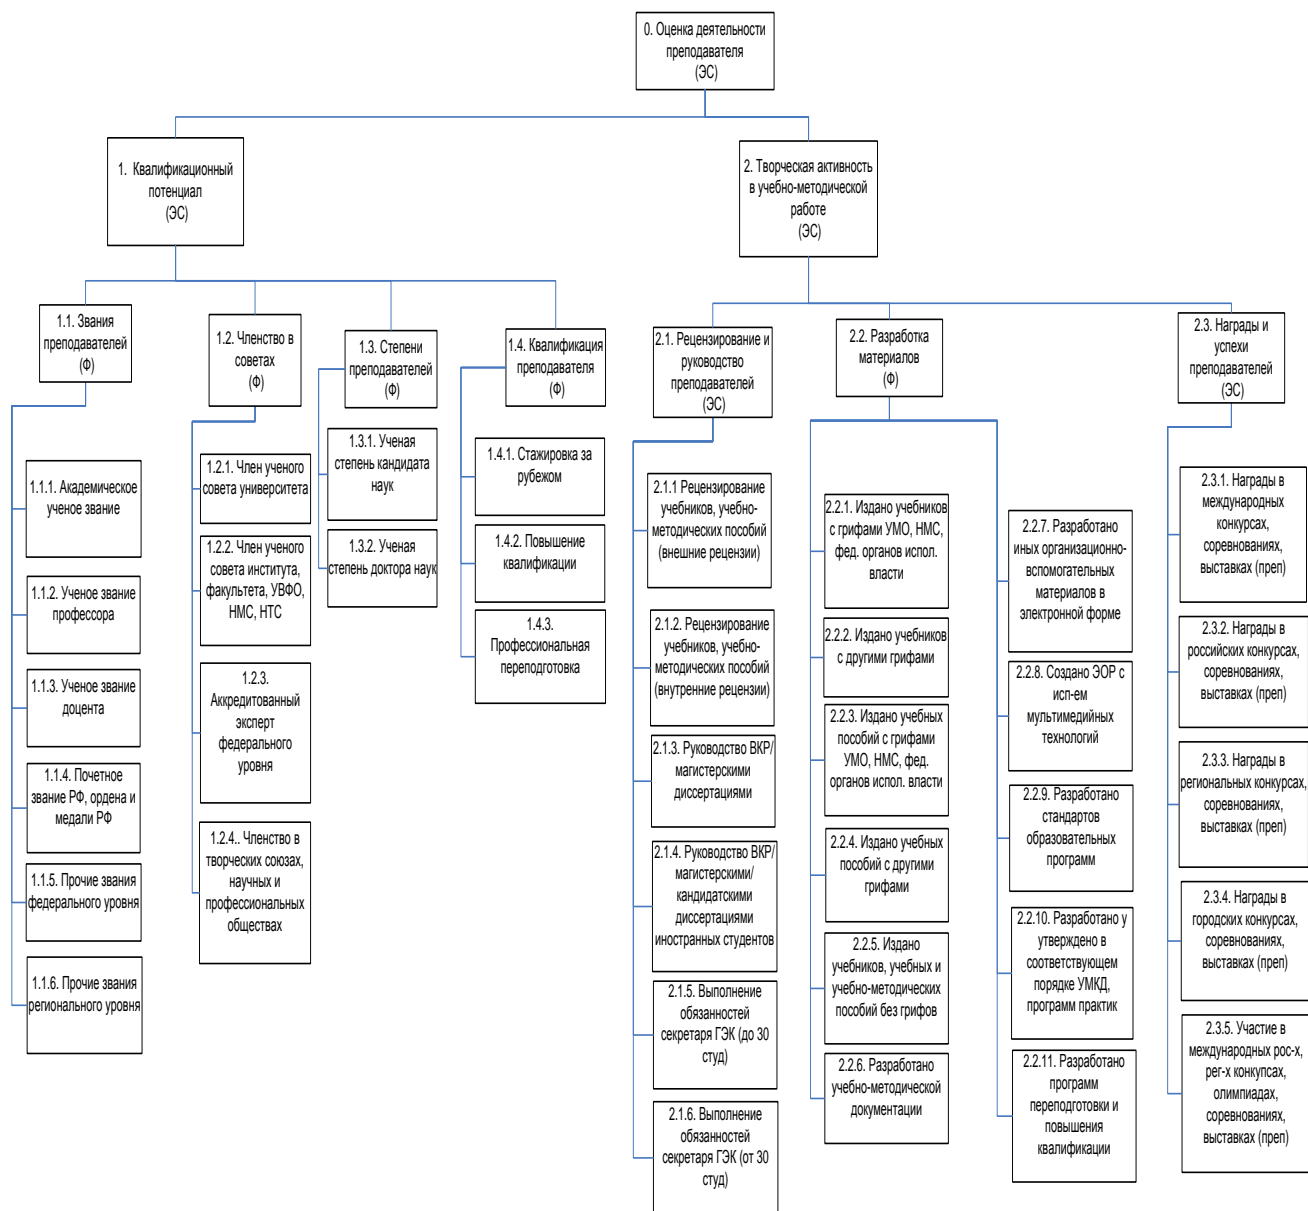 0. Оценка деятельности
преподавателя
(ЭС)
1. Квалификационный
потенциал
(ЭС)
2. Творческая активность
в учебно-методической
работе
(ЭС)
1.1. Звания
преподавателей
(Ф)
1.2. Членство в
советах
(Ф)
1.3. Степени
преподавателей
(Ф)
1.4. Квалификация
преподавателя
(Ф)
2.1. Рецензирование и
руководство
преподавателей
(ЭС)
2.2. Разработка
материалов
(Ф)
2.3. Награды и
успехи
преподавателей
(ЭС)
1.1.1. Академическое
ученое звание
1.1.2. Ученое звание
профессора
1.1.3. Ученое звание
доцента
1.1.4. Почетное
звание РФ, ордена и
медали РФ
1.1.5. Прочие звания
федерального уровня
1.1.6. Прочие звания
регионального уровня
1.2.1. Член ученого
совета университета
1.2.2. Член ученого
совета института,
факультета, УВФО,
НМС, НТС
1.2.3.
Аккредитованный
эксперт
федерального
уровня
1.2.4.. Членство в
творческих союзах,
научных и
профессиональных
обществах
1.3.1. Ученая
степень кандидата
наук
1.3.2. Ученая
степень доктора наук
1.4.1. Стажировка за
рубежом
1.4.2. Повышение
квалификации
1.4.3.
Профессиональная
переподготовка
2.1.1 Рецензирование
учебников, учебно-
методических пособий
(внешние рецензии)
2.1.2. Рецензирование
учебников, учебно-
методических пособий
(внутренние рецензии)
2.1.3. Руководство ВКР/
магистерскими
диссертациями
2.1.4. Руководство ВКР/
магистерскими/
кандидатскими
диссертациями
иностранных студентов
2.1.5. Выполнение
обязанностей
секретаря ГЭК (до 30
студ)
2.1.6. Выполнение
обязанностей
секретаря ГЭК (от 30
студ)
2.2.1. Издано учебников
с грифами УМО, НМС,
фед. органов испол.
власти
2.2.2. Издано учебников
с другими грифами
2.2.3. Издано учебных
пособий с грифами
УМО, НМС, фед.
органов испол. власти
2.2.4. Издано учебных
пособий с другими
грифами
2.2.5. Издано
учебников, учебных и
учебно-методических
пособий без грифов
2.2.6. Разработано
учебно-методической
документации
2.2.7. Разработано
иных организационно-
вспомогательных
материалов в
электронной форме
2.2.8. Создано ЭОР с
исп-ем
мультимедийных
технологий
2.2.9. Разработано
стандартов
образовательных
программ
2.2.10. Разработано у
утверждено в
соответствующем
порядке УМКД,
программ практик
2.2.11. Разработано
программ
переподготовки и
повышения
квалификации
2.3.1. Награды в
международных
конкурсах,
соревнованиях,
выставках (преп)
2.3.2. Награды в
российских конкурсах,
соревнованиях,
выставках (преп)
2.3.3. Награды в
региональных конкурсах,
соревнованиях,
выставках (преп)
2.3.4. Награды в
городских конкурсах,
соревнованиях,
выставках (преп)
2.3.5. Участие в
международных рос-х,
рег-х конкупсах,
олимпиадах,
соревнованиях,
выставках (преп)